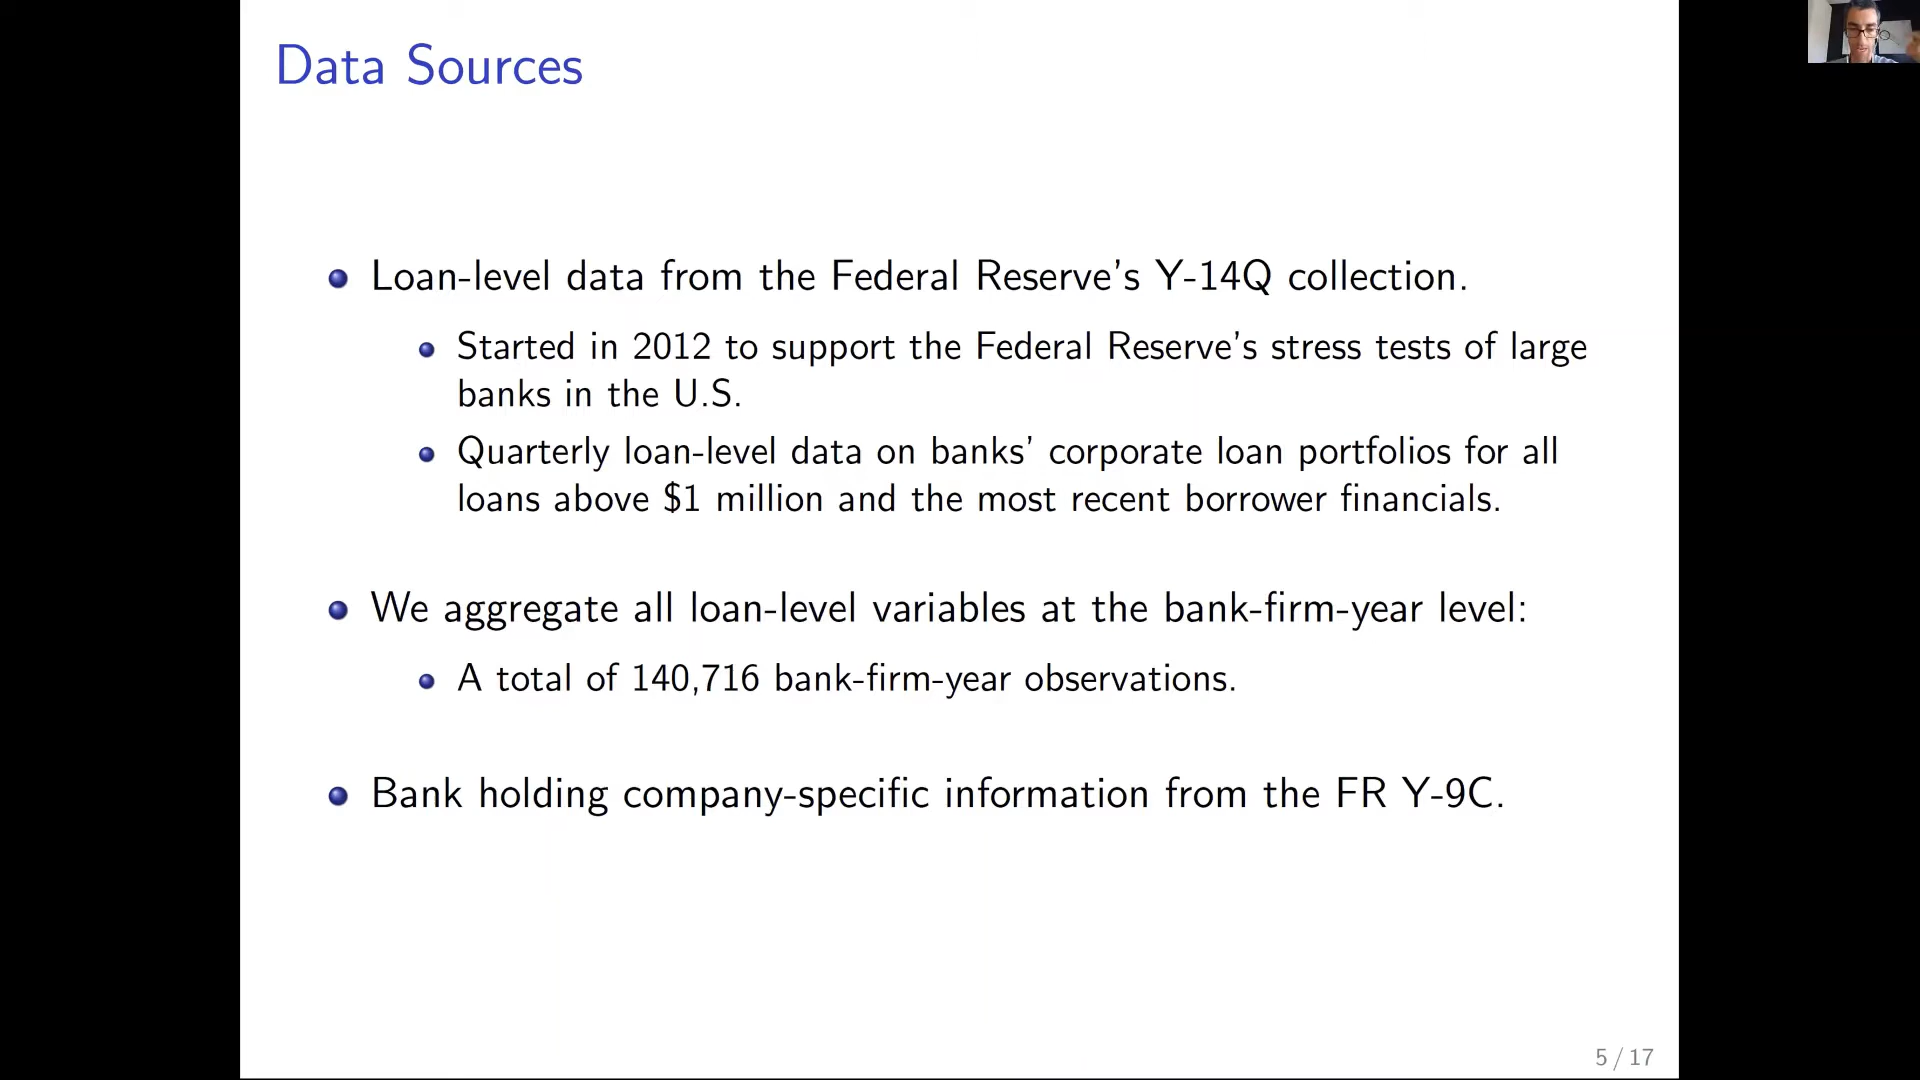 Data Sources
Loan-level data from the Federal Reserve's Y-14Q collection.
Started in 2012 to support the Federal Reserve's stress tests of large
banks in the U.S.
Quarterly loan-level data on banks' corporate loan portfolios for all
loans above $1 million and the most recent borrower financials.
We aggregate all loan-level variables at the bank-firm-year level:
A total of 140,716 bank-firm-year observations.
Bank holding company-specific information from the FR Y-9C.
5 / 17